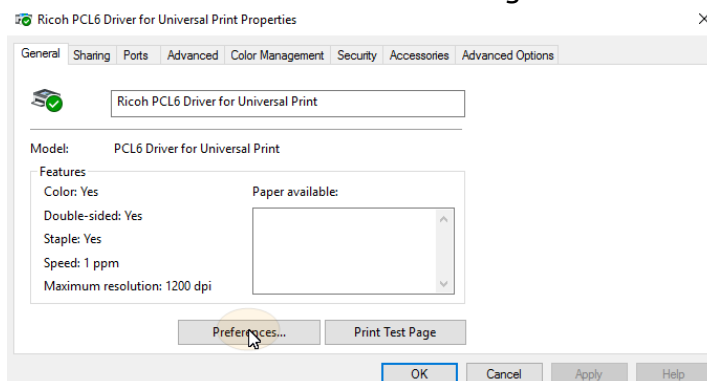 Ricoh PCL6 Driver for Universal Print Properties
General Sharing Ports Advanced Color Management Security Accessories Advanced Options
Ricoh PCL6 Driver for Universal Print
Model: PCL6 Driver for Universal Print
Features
Color: Yes Paper available:
Double-sided: Yes
Staple: Yes
Speed: 1 ppm
Maximum resolution: 1200 dpi
Preferences... Print Test Page
OK Cancel Apply Help